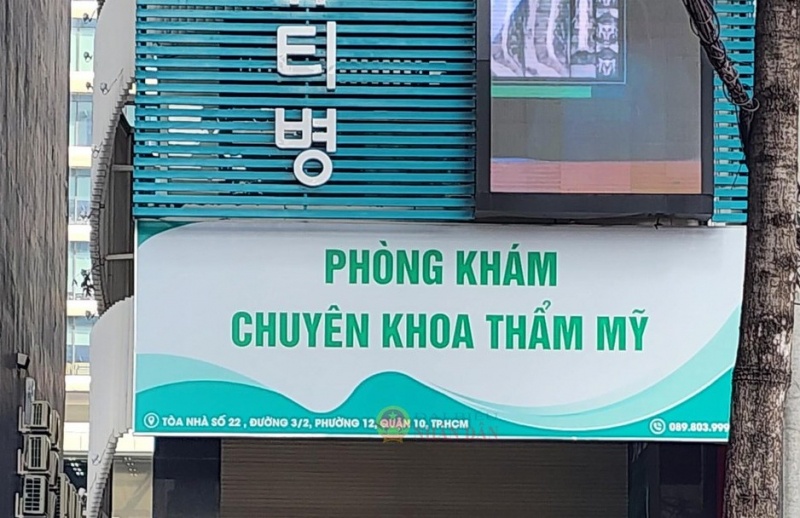 티
병
PHÒNG KHÁM
CHUYÊN KHOA THẨM MỸ
TÒA NHÀ SỐ 22 , ĐƯỜNG 3/2, PHƯỜNG 12, QUẬN 10, TP.HCM
089.803.999